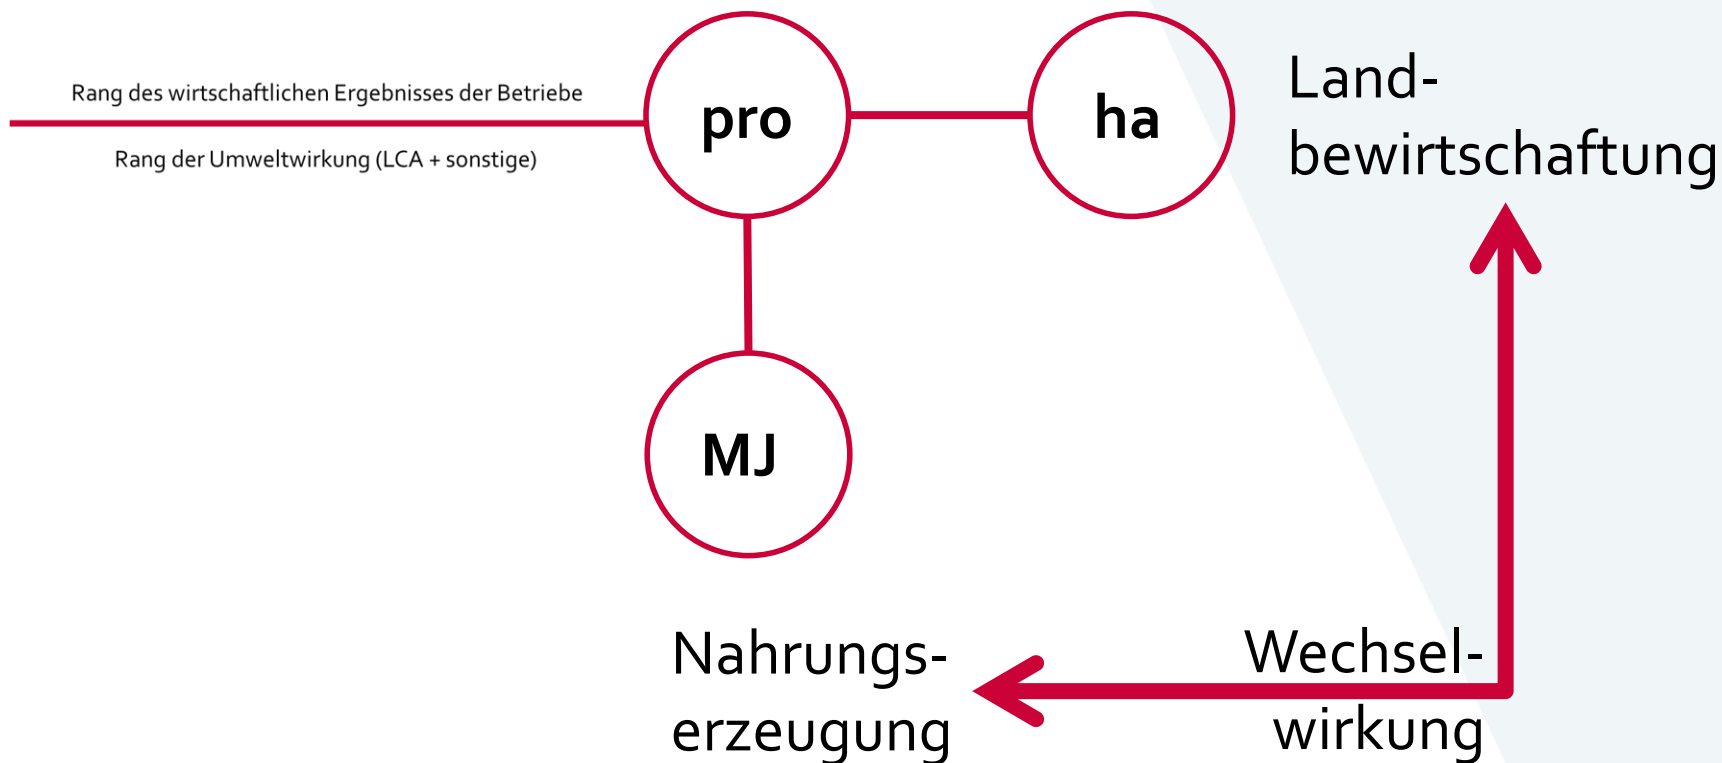 Rang des wirtschaftlichen Ergebnisses der Betriebe
Rang der Umweltwirkung (LCA + sonstige)
pro
ha
Land-
bewirtschaftung
MJ
Nahrungs-
erzeugung
Wechsel-
wirkung